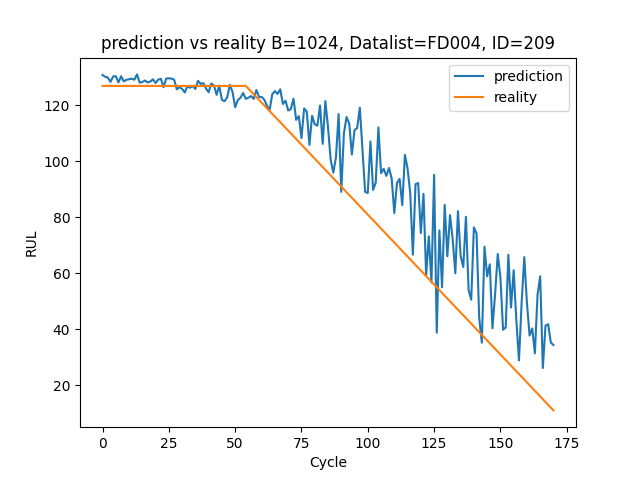 prediction vs reality B=1024, Datalist=FD004, ID=209
prediction
reality
RUL
120
100
80
60
40
20
0 25 50 75 100 125 150 175
Cycle